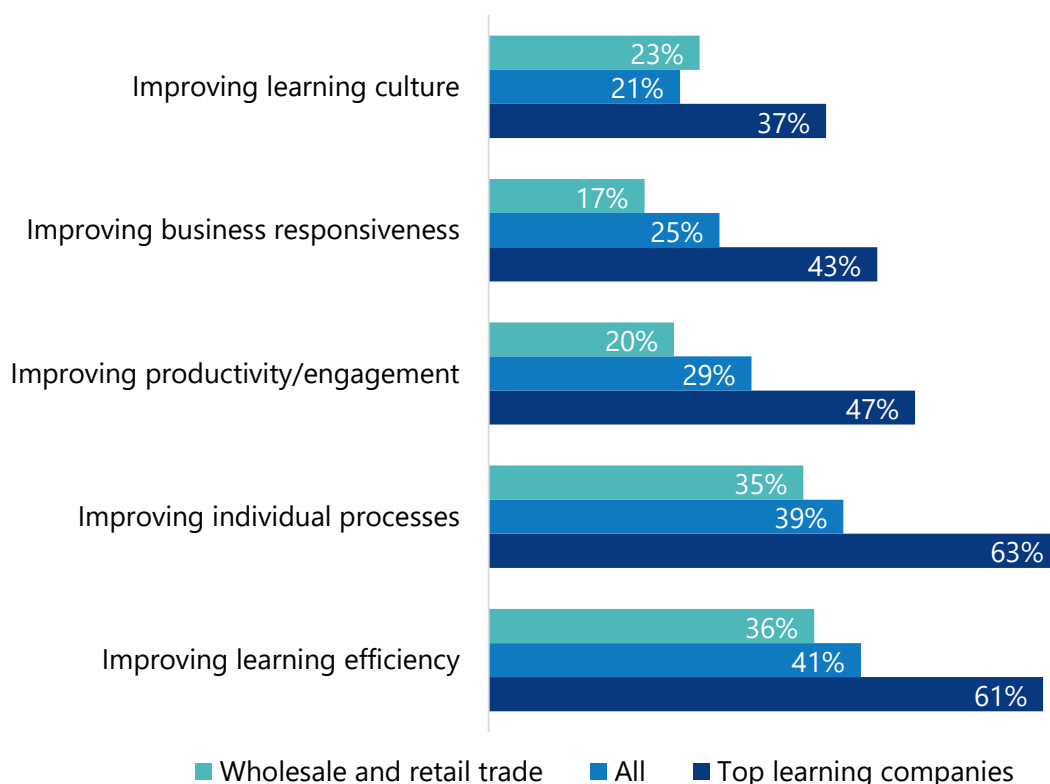 23%
Improving learning culture
21%
37%
17%
Improving business responsiveness
25%
43%
20%
Improving productivity/engagement
29%
47%
35%
Improving individual processes
39%
63%
36%
Improving learning efficiency
41%
61%
Wholesale and retail trade All Top learning companies